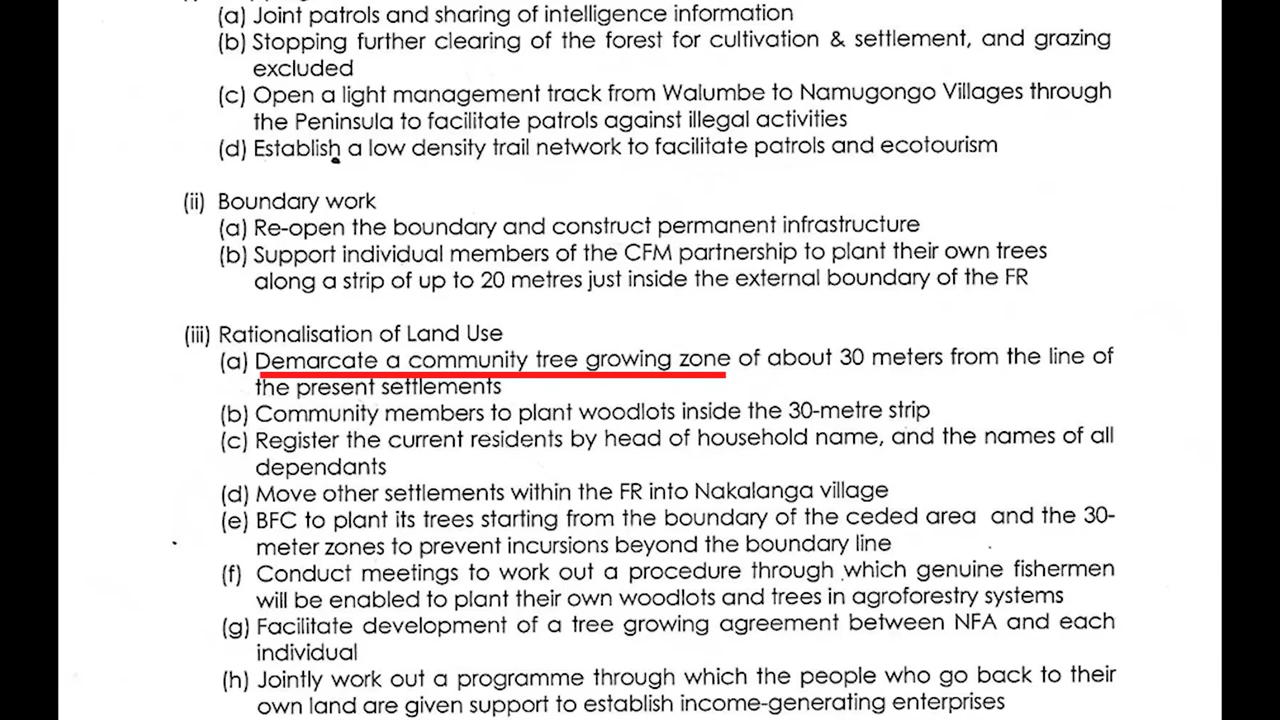 (a) Joint patrols and sharing of intelligence information
(b) Stopping further clearing of the forest for cultivation & settlement, and grazing
excluded
(c) Open a light management track from Walumbe to Namugongo Villages through
the Peninsula to facilitate patrols against illegal activities
(d) Establish a low density trail network to facilitate patrols and ecotourism
(ii) Boundary work
(a) Re-open the boundary and construct permanent infrastructure
(b) Support individual members of the CFM partnership to plant their own trees
along a strip of up to 20 metres just inside the external boundary of the FR
(iii) Rationalisation of Land Use
(a) Demarcate a community tree growing zone of about 30 meters from the line of
the present settlements
(b) Community members to plant woodlots inside the 30-metre strip
(c) Register the current residents by head of household name, and the names of all
dependants
(d) Move other settlements within the FR into Nakalanga village
(e) BFC to plant its trees starting from the boundary of the ceded area and the 30-
meter zones to prevent incursions beyond the boundary line
(f) Conduct meetings to work out a procedure through which genuine fishermen
will be enabled to plant their own woodlots and trees in agroforestry systems
(g) Facilitate development of a tree growing agreement between NFA and each
individual
(h) Jointly work out a programme through which the people who go back to their
own land are given support to establish income-generating enterprises